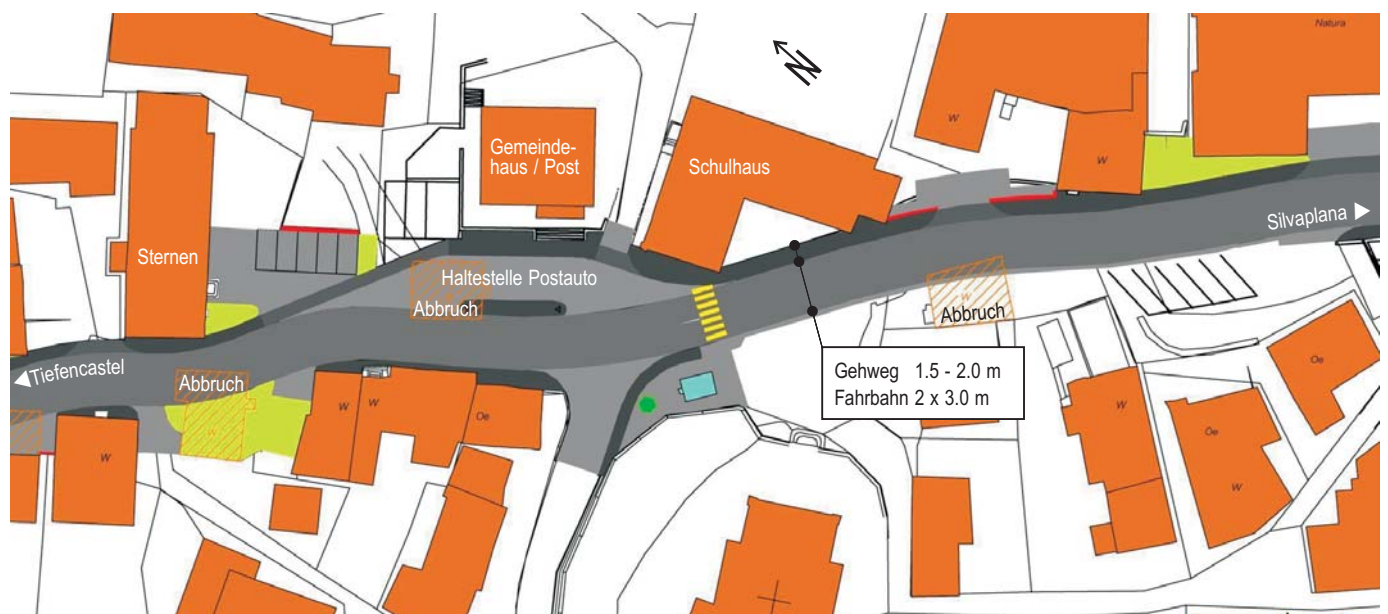 Natura
N
W
Gemeinde-
haus / Post
Schulhaus
W
Sternen
Silvaplana
Haltestelle Postauto
Abbruch
W
Abbruch
Tiefencastel
Abbruch
Gehweg 1.5 - 2.0 m
Fahrbahn 2 x 3.0 m
Oe
W
W
Oe
W
W
Oe
W
W